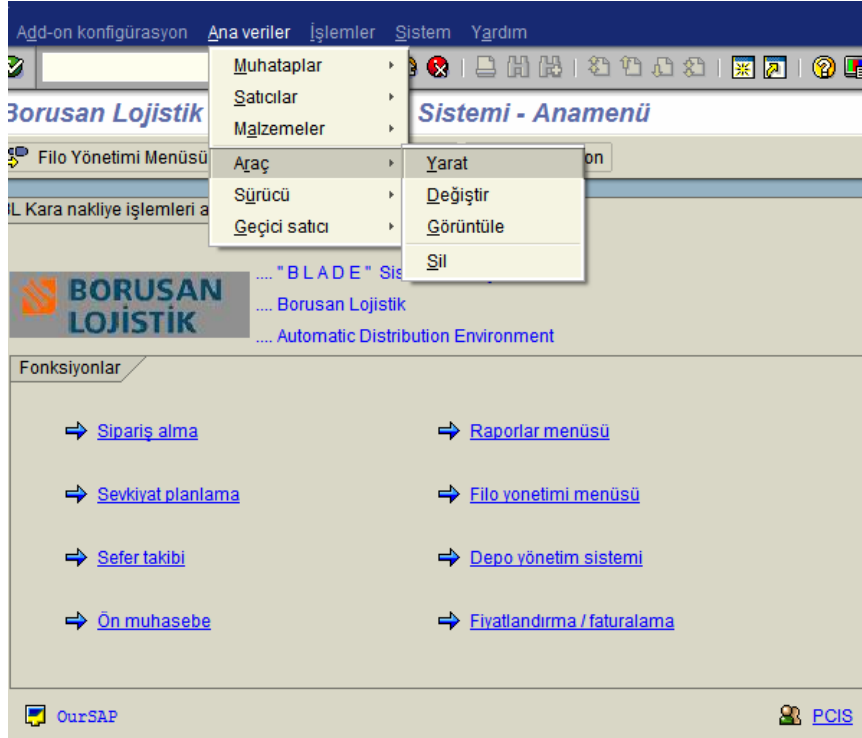 Add-on konfigürasyon Ana veriler İşlemler Sistem Yardım
Muhataplar
Satıcılar
Borusan Lojistik Sistemi - Anamenü
Malzemeler
Filo Yönetimi Menüsü Araç Yarat on
Sürücü Değiştir
BL Kara nakliye işlemleri a
Geçici satıcı Görüntüle
Sil
.... "B L A D E" Sis
BORUSAN
LOJİSTİK
.... Borusan Lojistik
.... Automatic Distribution Environment
Fonksiyonlar
Sipariş alma Raporlar menüsü
Sevkiyat planlama Filo yonetimi menüsü
Sefer takibi Depo yönetim sistemi
Ön muhasebe Fiyatlandırma / faturalama
OurSAP PCIS